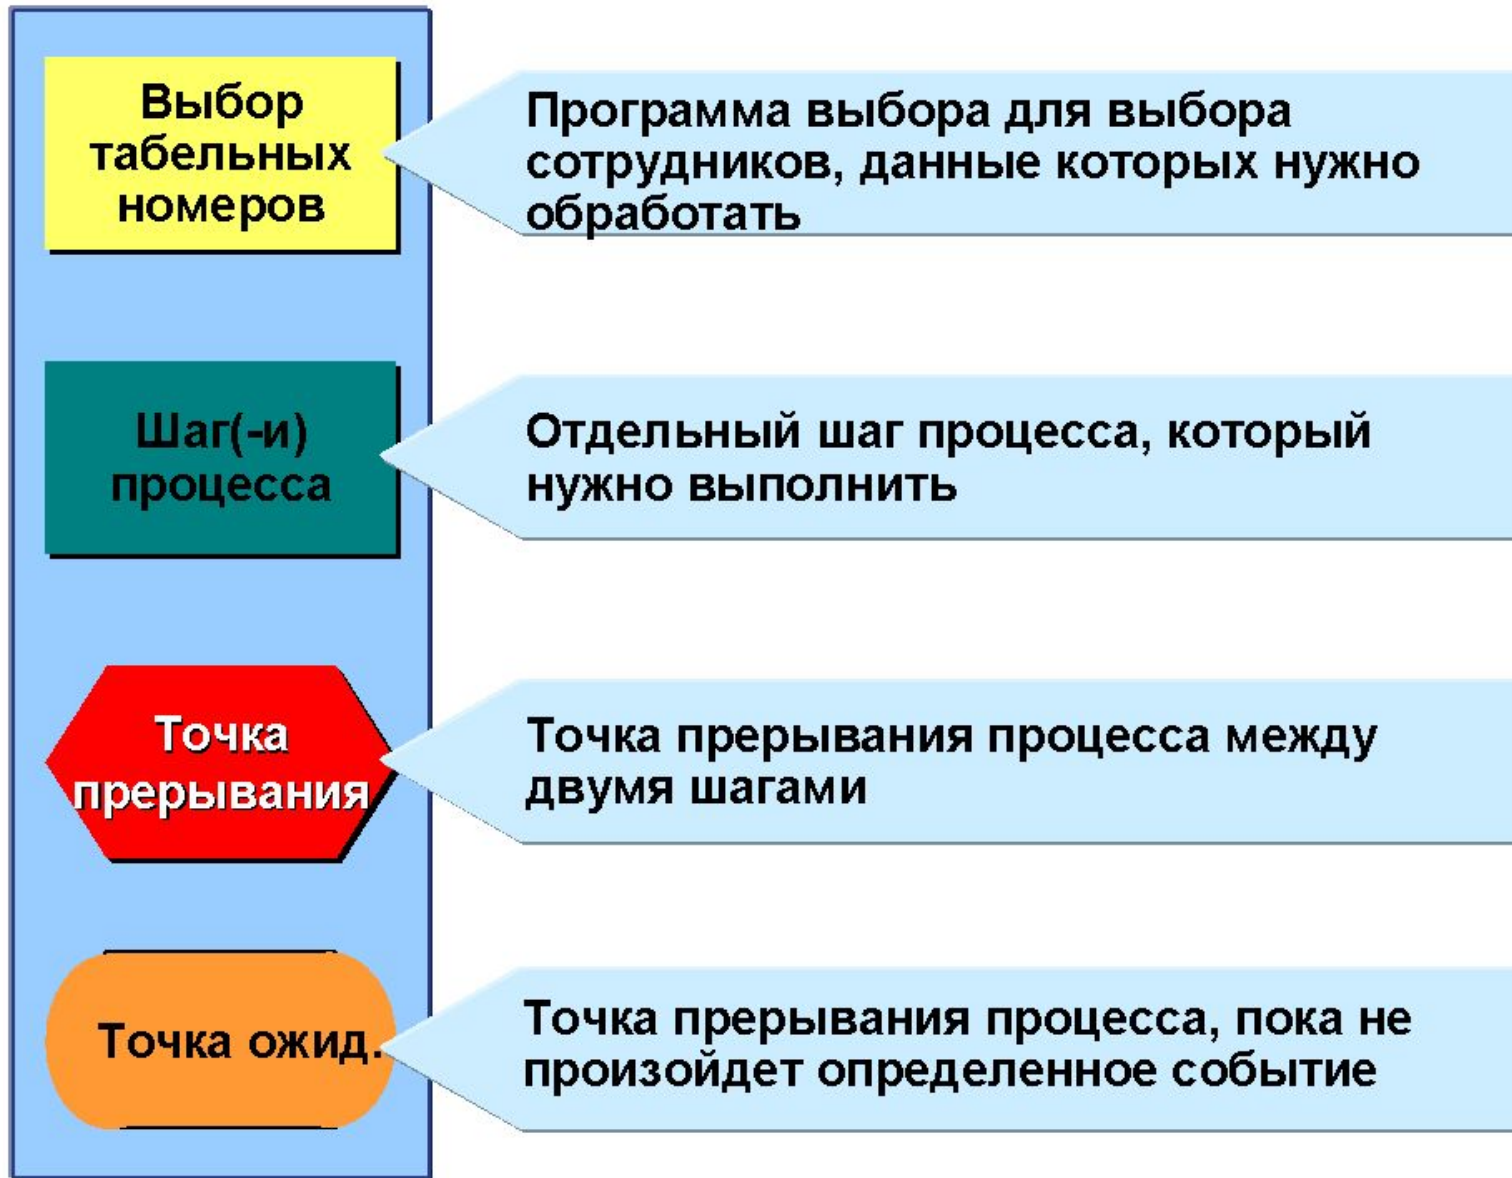 Выбор
табельных
номеров
Программа выбора для выбора
сотрудников, данные которых нужно
обработать
Шаг(-и)
процесса
Отдельный шаг процесса, который
нужно выполнить
Точка
прерывания
Точка прерывания процесса между
двумя шагами
Точка ожид.
Точка прерывания процесса, пока не
произойдет определенное событие